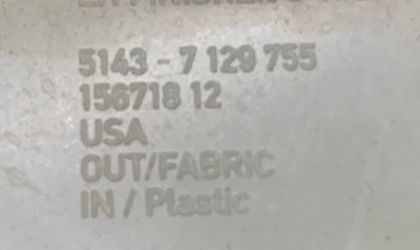 5143 - 7 129 755
156718 12
USA
OUT/FABRIC
IN / Plastic